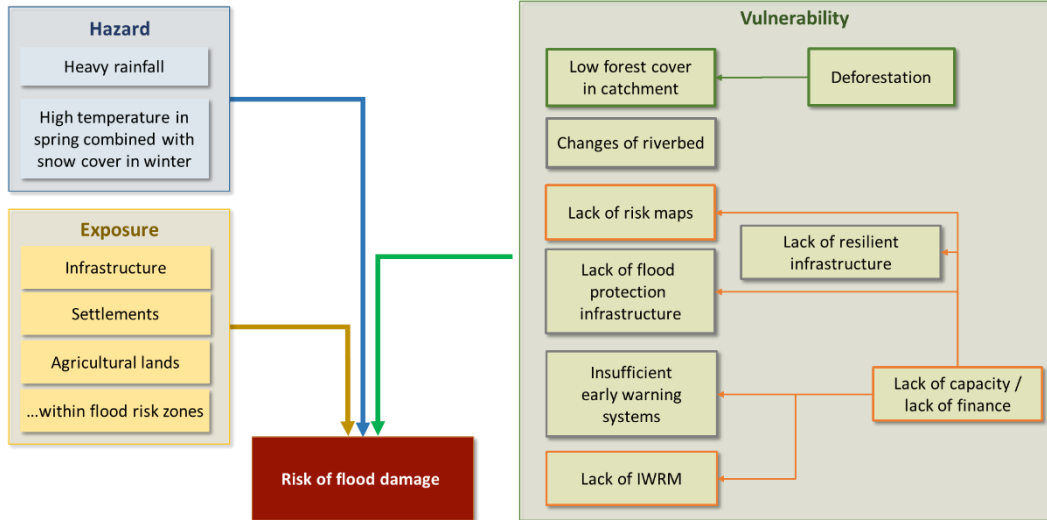 Hazard
Heavy rainfall
High temperature in
spring combined with
snow cover in winter
Exposure
Infrastructure
Settlements
Agricultural lands
...within flood risk zones
Risk of flood damage
Vulnerability
Low forest cover
in catchment
Deforestation
Changes of riverbed
Lack of risk maps
Lack of resilient
infrastructure
Lack of flood
protection
infrastructure
Insufficient
early warning
systems
Lack of capacity /
lack of finance
Lack of IWRM